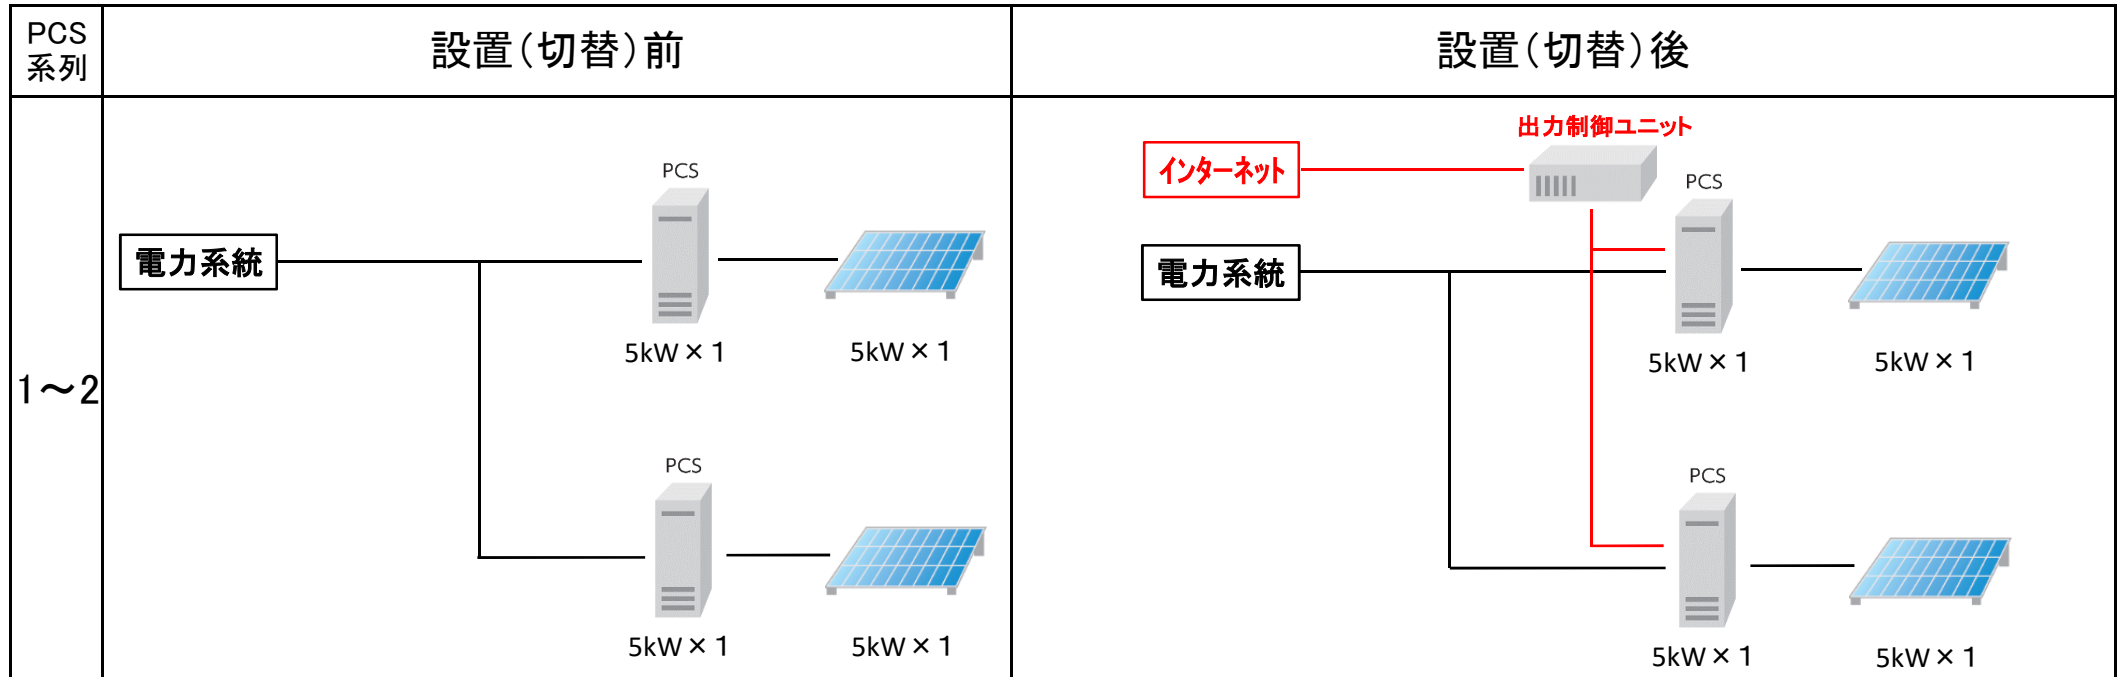 PCS
系列
設置(切替)前
設置(切替)後
1~2
PCS
電力系統
5kW×1
5kW×1
PCS
5kW×1
5kW×1
出力制御ユニット
インターネット
PCS
電力系統
5kW×1
5kW×1
PCS
5kW×1
5kW×1